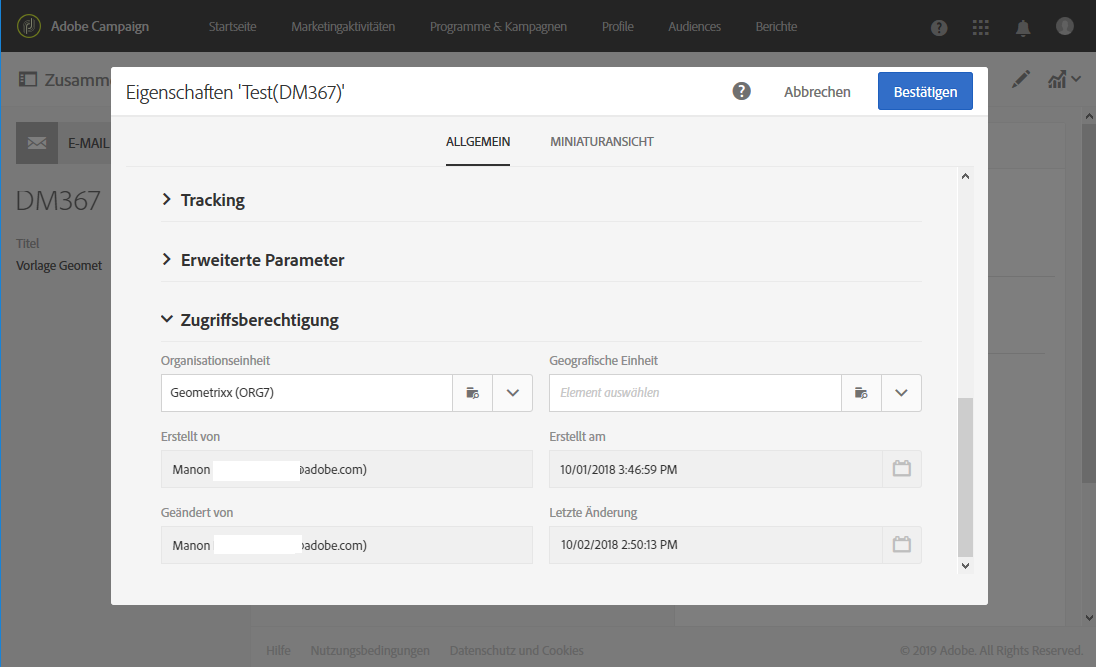 Adobe Campaign Startseite Marketingaktivitäten Programme & Kampagnen Profile Audiences Berichte
Zusamm
Eigenschaften 'Test(DM367)' Abbrechen Bestätigen
ALLGEMEIN MINIATURANSICHT
E-MAIL
DM367
Titel
Vorlage Geomet
Tracking
Erweiterte Parameter
Zugriffsberechtigung
Organisationseinheit Geografische Einheit
Geometrixx (ORG7) Element auswählen
Erstellt von Erstellt am
Manon @adobe.com) 10/01/2018 3:46:59 PM
Geändert von Letzte Änderung
Manon adobe.com) 10/02/2018 2:50:13 PM
Hilfe Nutzungsbedingungen Datenschutz und Cookies © 2019 Adobe. All Rights Reserved.